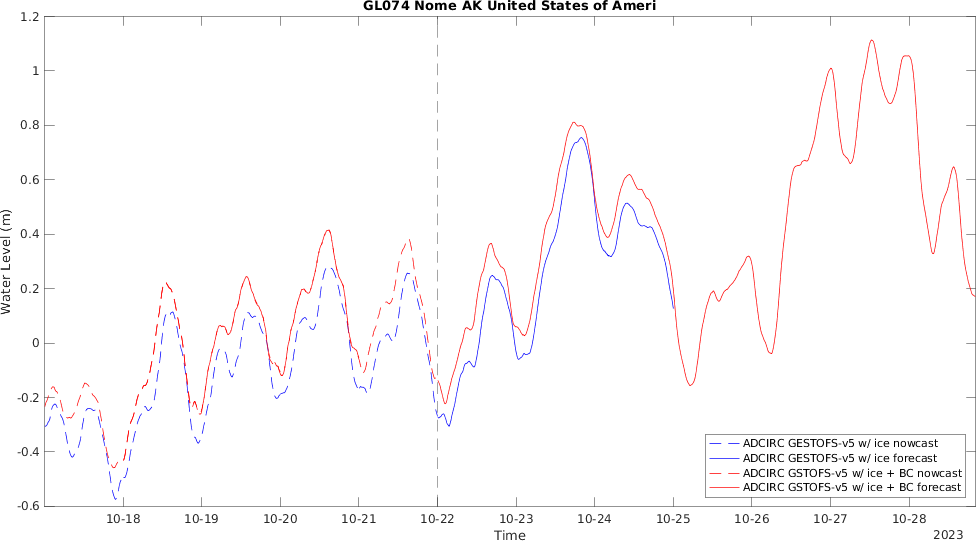 GL074 Nome AK United States of Ameri
1.2
1
0.8
0.6
0.4
0.2
0
-0.2
-0.4
-0.6
Water Level (m)
10-18 10-19 10-20 10-21 10-22 10-23 10-24 10-25 10-26 10-27 10-28
Time
2023
ADCIRC GESTOFS-v5 w/ ice nowcast
ADCIRC GESTOFS-v5 w/ ice forecast
ADCIRC GSTOFS-v5 w/ ice + BC nowcast
ADCIRC GSTOFS-v5 w/ ice + BC forecast